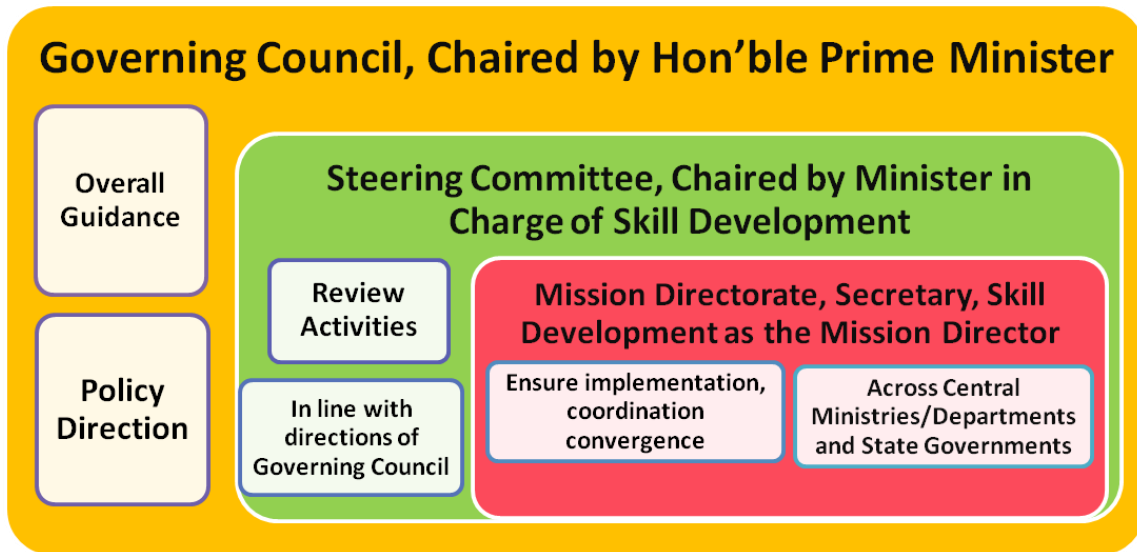 Governing Council, Chaired by Hon’ble Prime Minister
Overall
Guidance
Policy
Direction
Steering Committee, Chaired by Minister in
Charge of Skill Development
Review
Activities
In line with
directions of
Governing Council
Mission Directorate, Secretary, Skill
Development as the Mission Director
Ensure implementation,
coordination
convergence
Across Central
Ministries/Departments
and State Governments